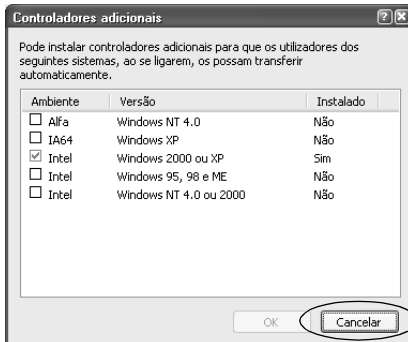 Controladores adicionais
Pode instalar controladores adicionais para que os utilizadores dos
seguintes sistemas, ao se ligarem, os possam transferir
automaticamente.
Ambiente Versão Instalado
Alfa Windows NT 4.0 Não
IA64 Windows XP Não
Intel Windows 2000 ou XP Sim
Intel Windows 95, 98 e ME Não
Intel Windows NT 4.0 ou 2000 Não
OK Cancelar